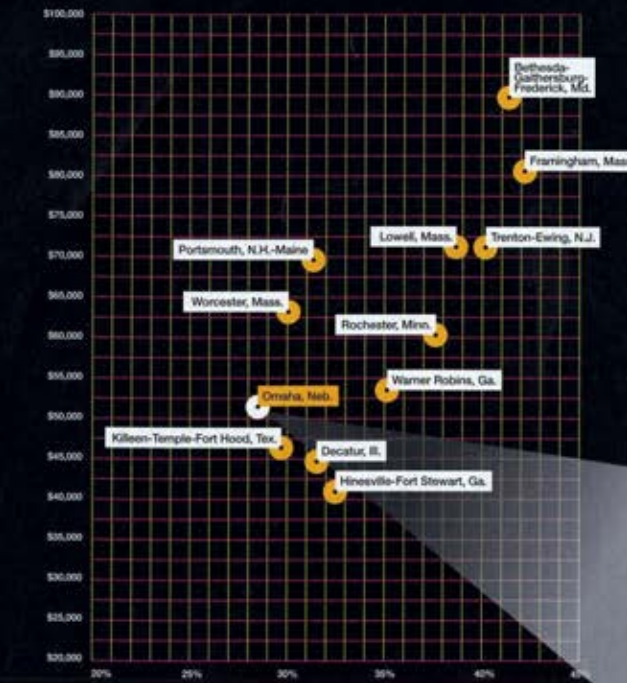 $100,000
$95,000
$90,000
$85,000
$80,000
$75,000
$70,000
$65,000
$60,000
$55,000
$50,000
$45,000
$40,000
$35,000
$30,000
$25,000
$20,000
Bethesda-
Gaithersburg-
Frederick, Md.
Framingham, Mass
Lowell, Mass.
Trenton-Ewing, N.J.
Portsmouth, N.H.-Maine
Worcester, Mass.
Rochester, Minn.
Warner Robins, Ga.
Omaha, Neb.
Killeen-Temple-Fort Hood, Tex.
Decatur, Ill.
Hinesville-Fort Stewart, Ga.
20%
25%
30%
35%
40%